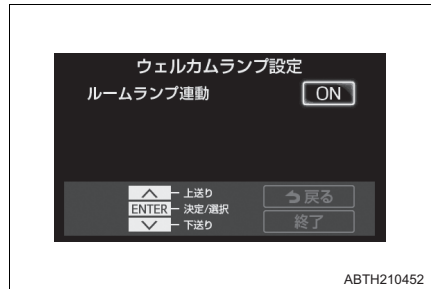 ウェルカムランプ設定
ルームランプ連動 ON
上送り
ENTER 決定/選択
下送り
戻る
終了
ABTH210452